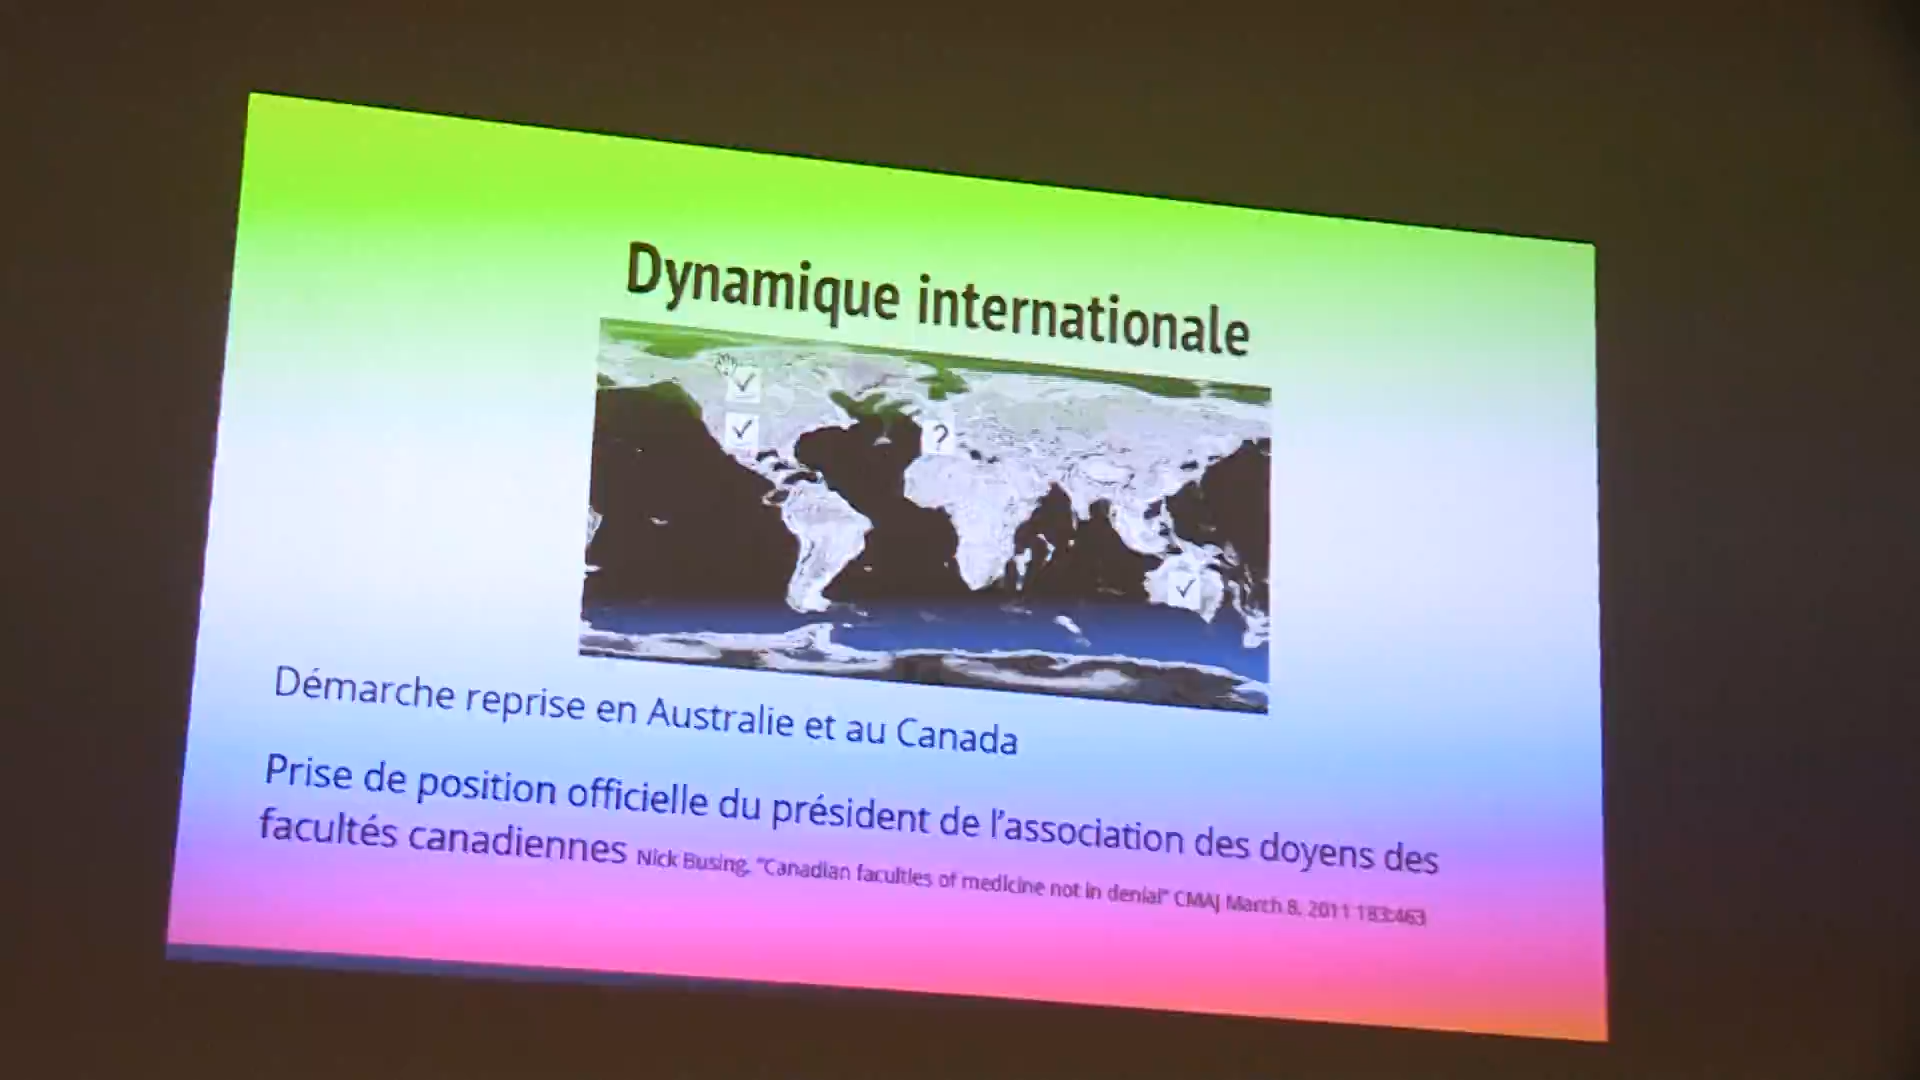 Dynamique internationale
?
Démarche reprise en Australie et au Canada
Prise de position officielle du président de l'association des doyens des
facultés canadiennes Nick Busing, "Canadian faculties of medicine not in denial" CMAJ March 8, 2011 183:463